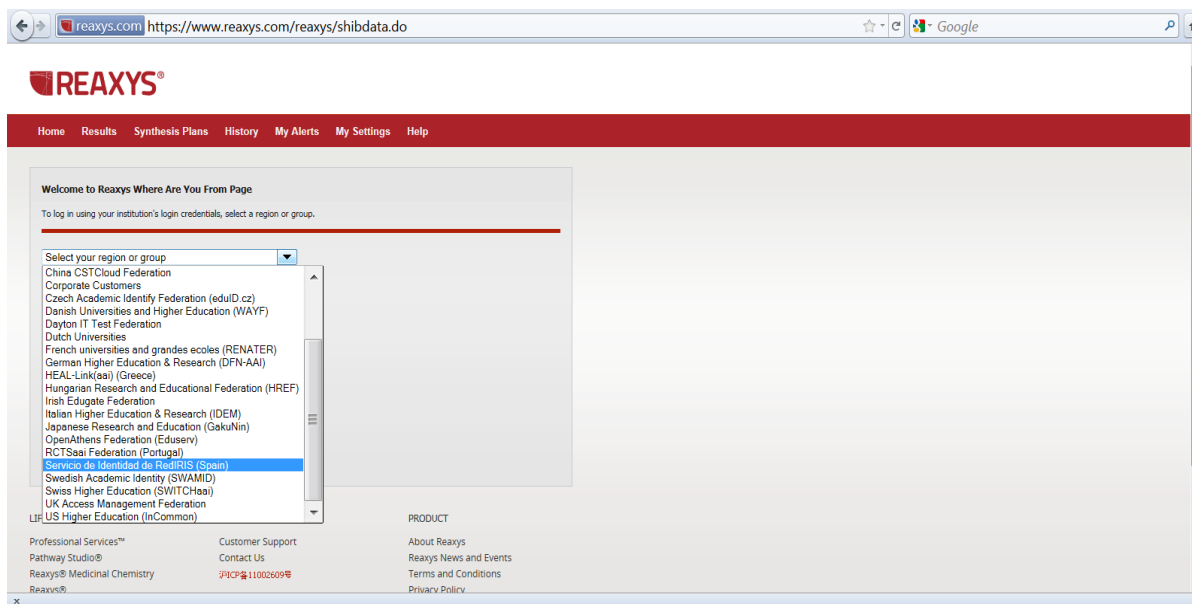 reaxys.com https://www.reaxys.com/reaxys/shibdata.do Google
REAXYS®
Home Results Synthesis Plans History My Alerts My Settings Help
Welcome to Reaxys Where Are You From Page
To log in using your institution's login credentials, select a region or group.
Select your region or group
China CSTCloud Federation
Corporate Customers
Czech Academic Identify Federation (eduID.cz)
Danish Universities and Higher Education (WAYF)
Dayton IT Test Federation
Dutch Universities
French universities and grandes ecoles (RENATER)
German Higher Education & Research (DFN-AAI)
HEAL-Link(aai) (Greece)
Hungarian Research and Educational Federation (HREF)
Irish Edugate Federation
Italian Higher Education & Research (IDEM)
Japanese Research and Education (GakuNin)
OpenAthens Federation (Eduserv)
RCTSaai Federation (Portugal)
Servicio de Identidad de RedIRIS (Spain)
Swedish Academic Identity (SWAMID)
Swiss Higher Education (SWITCHaai)
UK Access Management Federation
US Higher Education (InCommon)
PRODUCT
Professional Services™ Customer Support About Reaxys
Pathway Studio® Contact Us Reaxys News and Events
Reaxys® Medicinal Chemistry 沪ICP备11002609号 Terms and Conditions
Reaxys® Privacy Policy
x